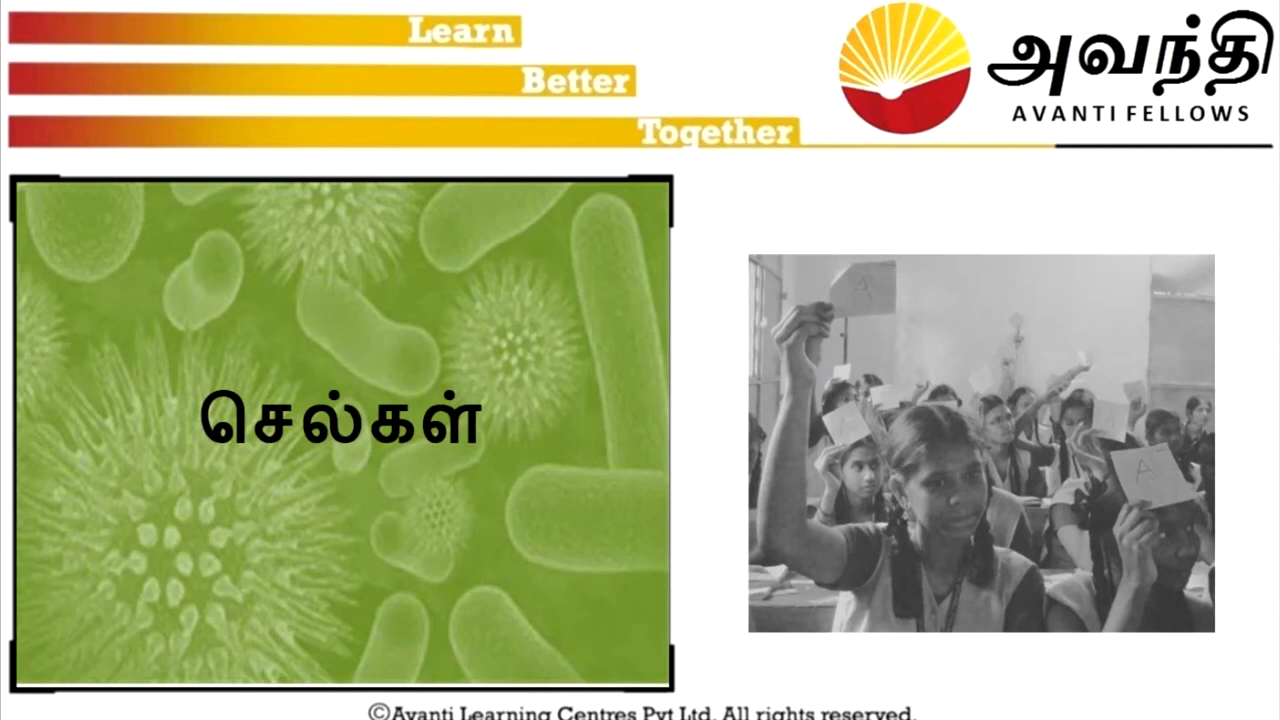 Learn
Better
Together
அவந்தி
AVANTI FELLOWS
செல்கள்
A
A
©Avanti Learning Centres Pvt Ltd. All rights reserved.